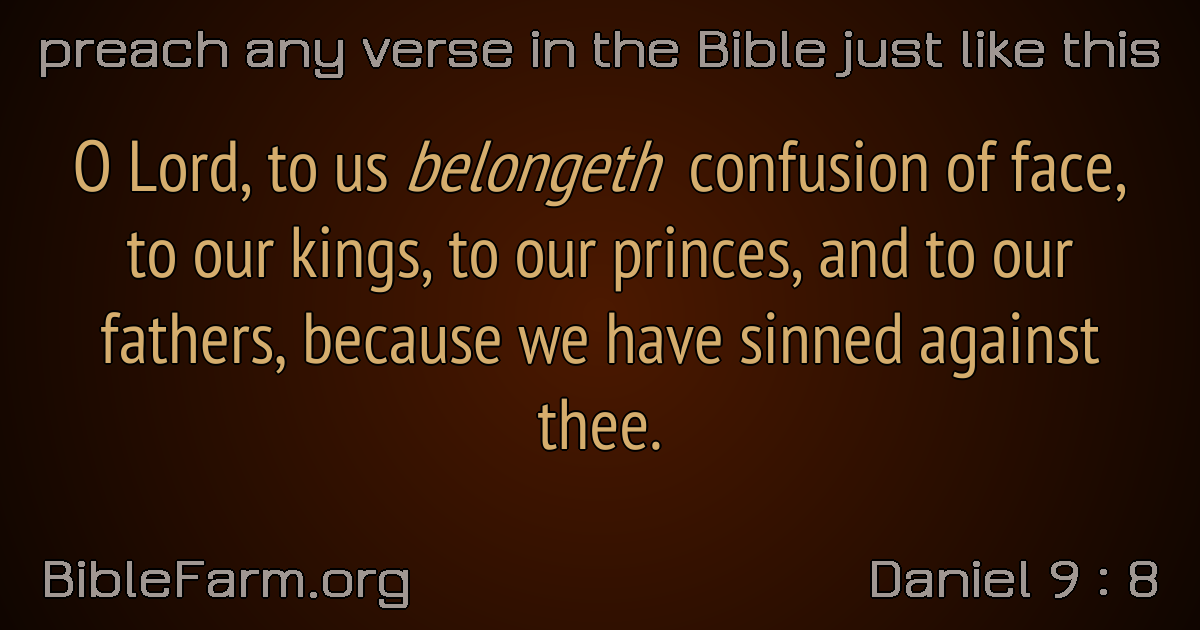 preach any verse in the Bible just like this
O Lord, to us belongeth confusion of face,
to our kings, to our princes, and to our
fathers, because we have sinned against
thee.
BibleFarm.org
Daniel 9 : 8